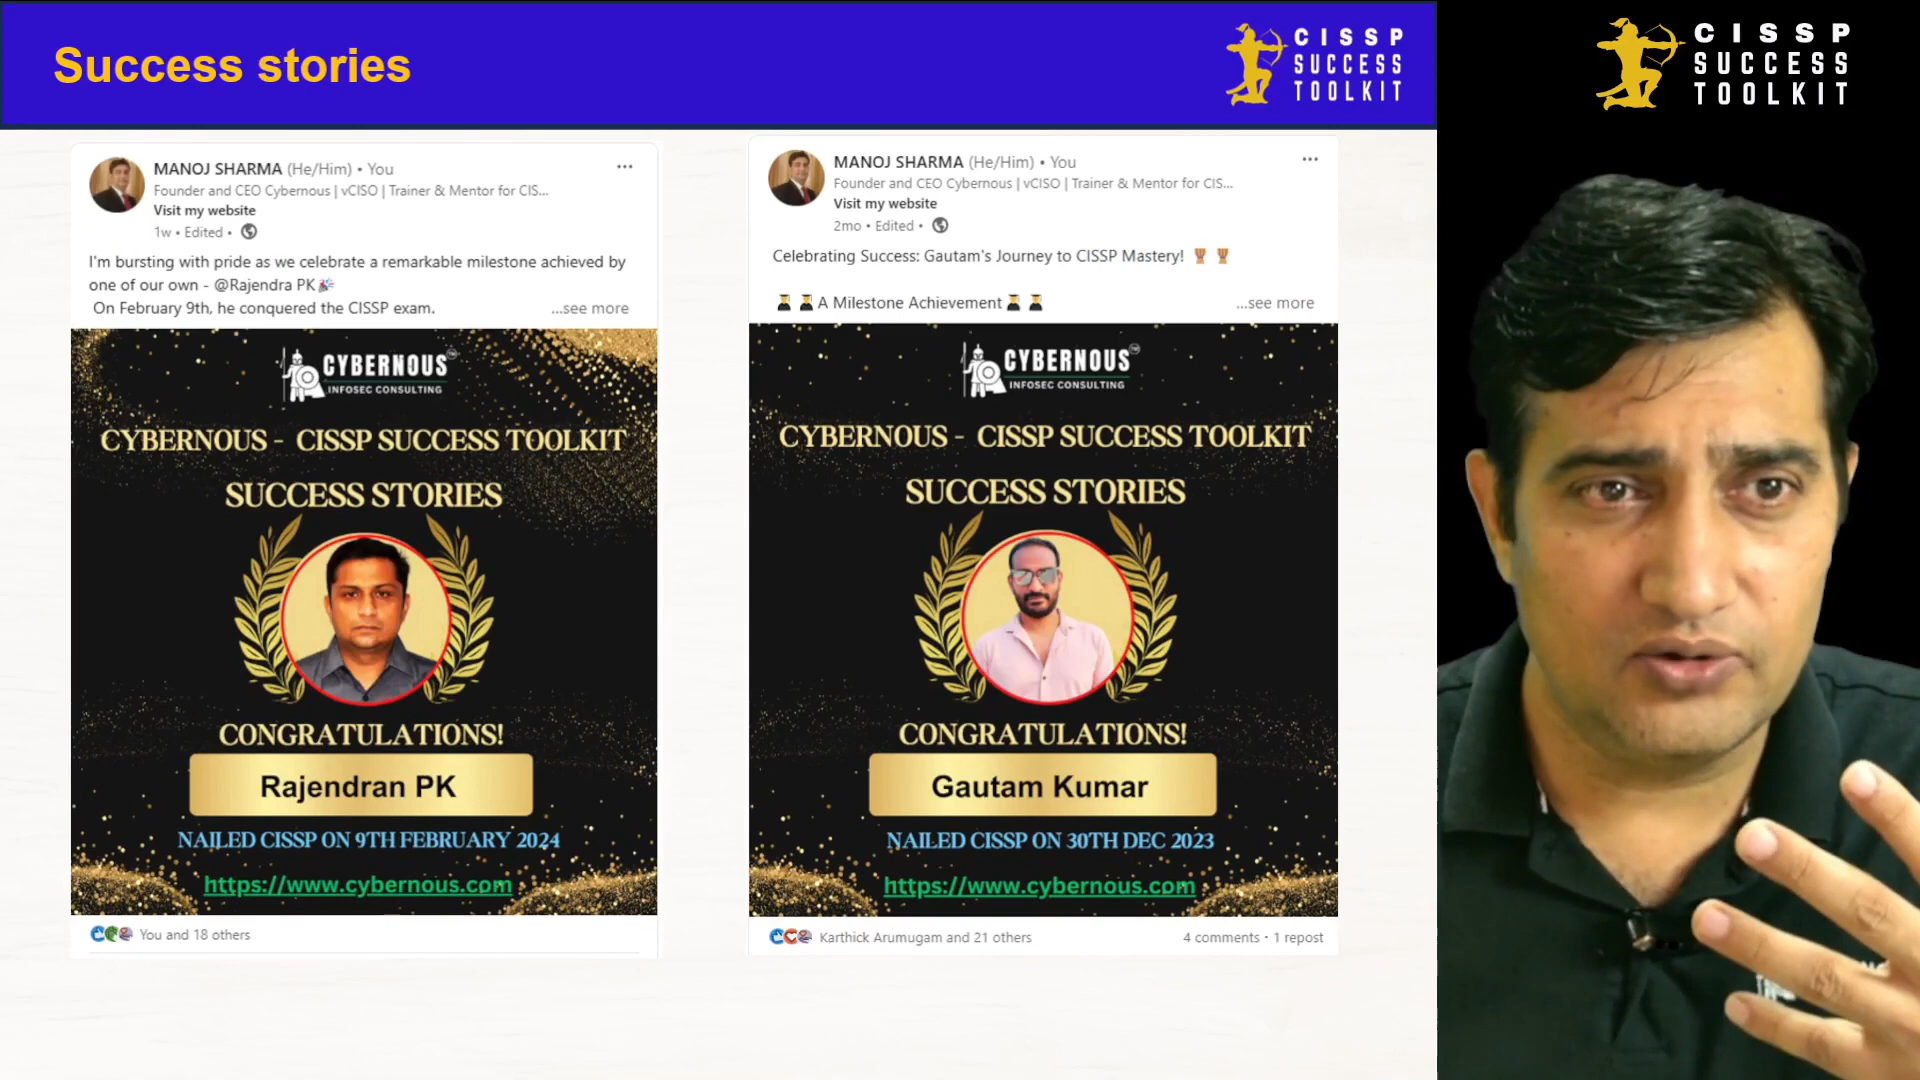 Success stories
CISSP
SUCCESS
TOOLKIT
CISSP
SUCCESS
TOOLKIT
MANOJ SHARMA (He/Him) • You
Founder and CEO Cybernous | vCISO | Trainer & Mentor for CIS...
Visit my website
1w • Edited •
I'm bursting with pride as we celebrate a remarkable milestone achieved by
one of our own - @Rajendra PK🎉
On February 9th, he conquered the CISSP exam. ...see more
CYBERNOUS TM
INFOSEC CONSULTING
CYBERNOUS - CISSP SUCCESS TOOLKIT
SUCCESS STORIES
CONGRATULATIONS!
Rajendran PK
NAILED CISSP ON 9TH FEBRUARY 2024
https://www.cybernous.com
You and 18 others
MANOJ SHARMA (He/Him) • You
Founder and CEO Cybernous | vCISO | Trainer & Mentor for CIS...
Visit my website
2mo • Edited •
Celebrating Success: Gautam's Journey to CISSP Mastery! 🏆 🏆
👨‍🎓 👨‍🎓 A Milestone Achievement 👨‍🎓 👨‍🎓 ...see more
CYBERNOUS TM
INFOSEC CONSULTING
CYBERNOUS - CISSP SUCCESS TOOLKIT
SUCCESS STORIES
CONGRATULATIONS!
Gautam Kumar
NAILED CISSP ON 30TH DEC 2023
https://www.cybernous.com
Karthick Arumugam and 21 others 4 comments • 1 repost